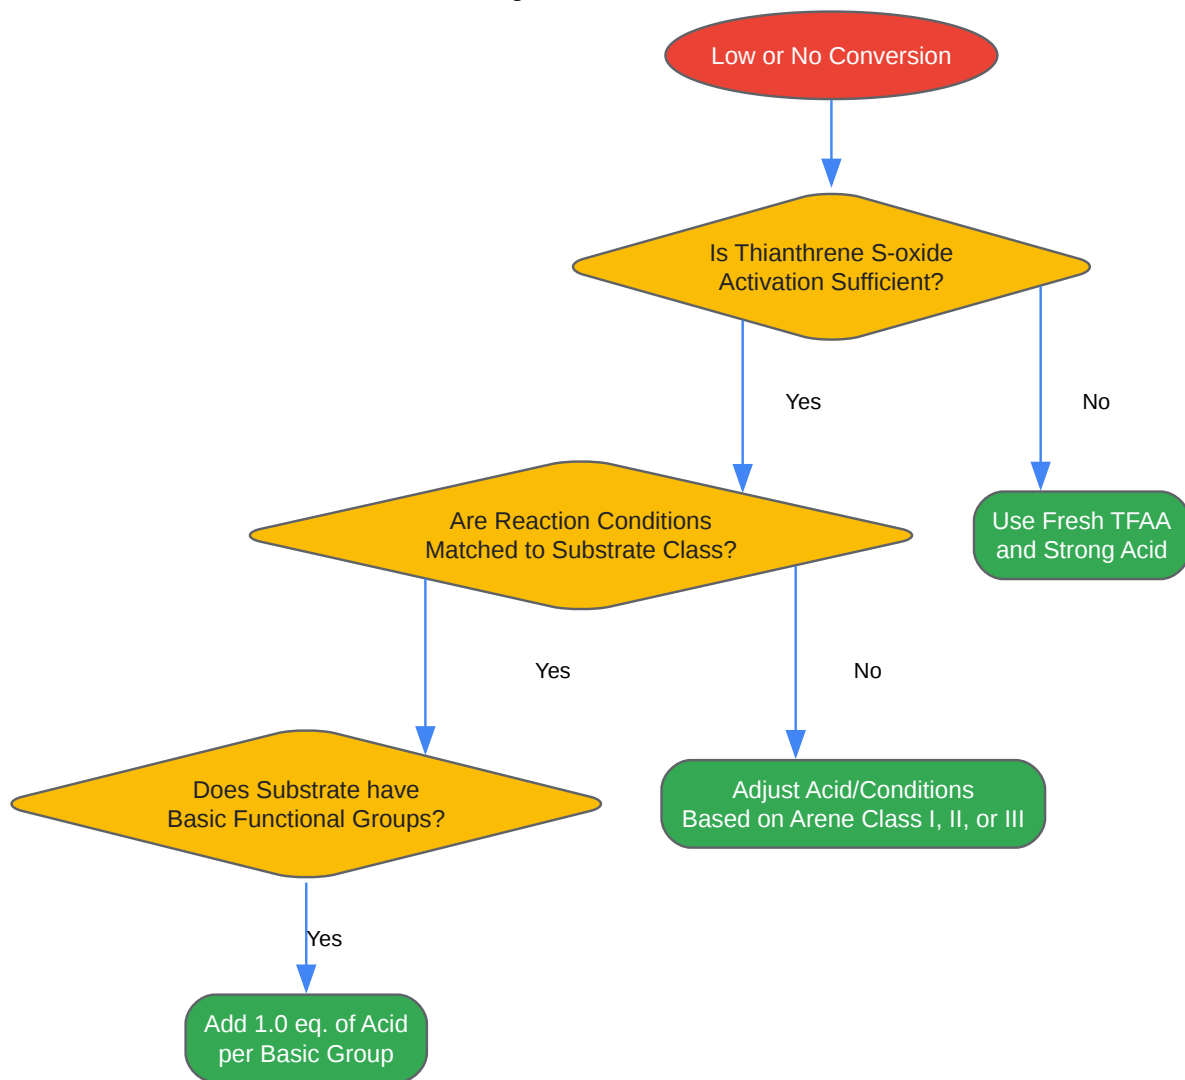 Low or No Conversion
Is Thianthrene S-oxide
Activation Sufficient?
Yes
No
Are Reaction Conditions
Matched to Substrate Class?
Use Fresh TFAA
and Strong Acid
Yes
No
Does Substrate have
Basic Functional Groups?
Adjust Acid/Conditions
Based on Arene Class I, II, or III
Yes
Add 1.0 eq. of Acid
per Basic Group